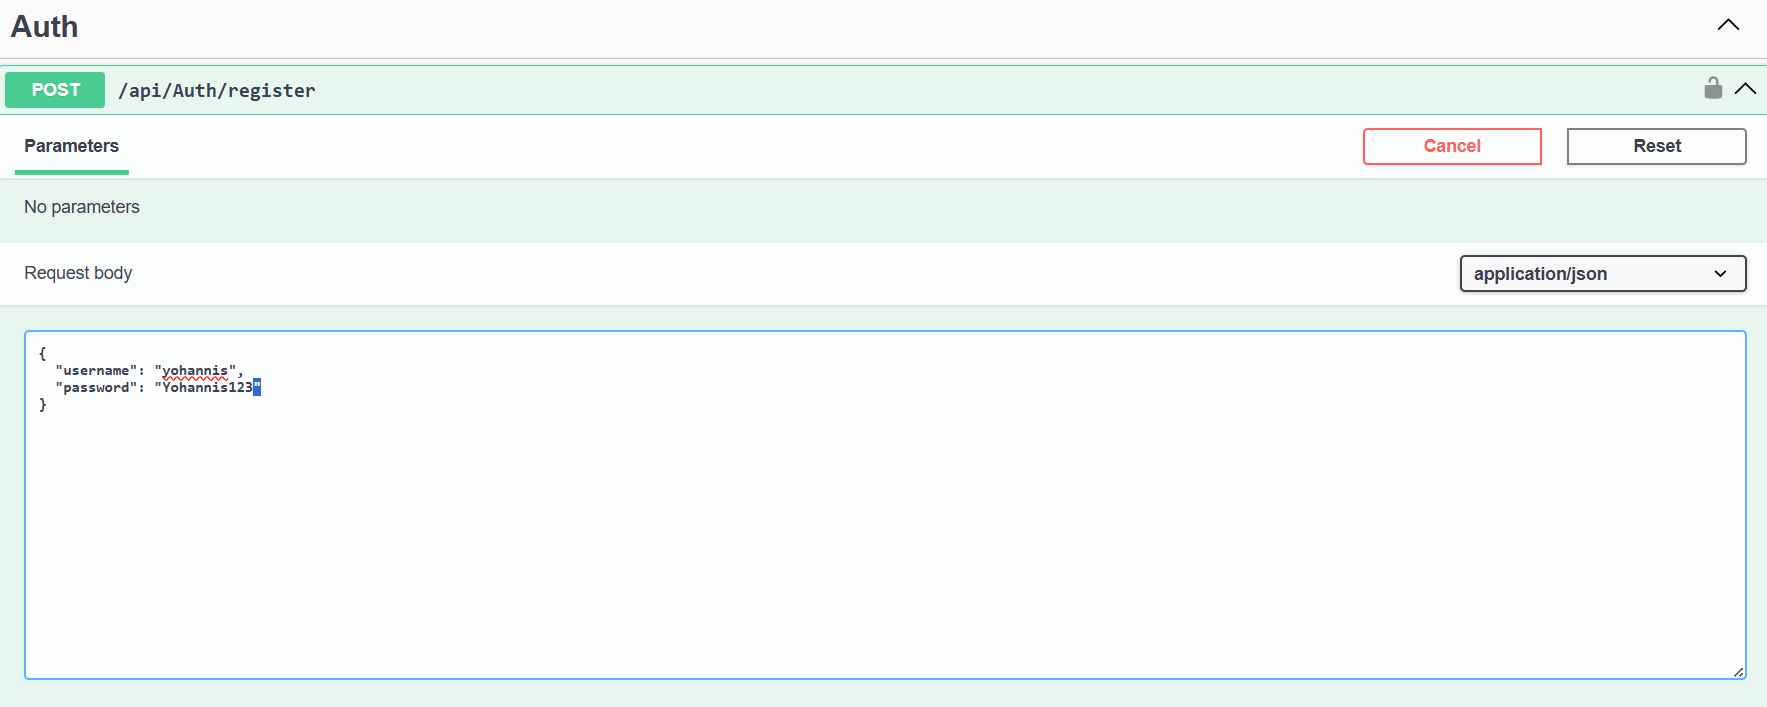 Auth
POST /api/Auth/register
Parameters
Cancel
Reset
No parameters
Request body
application/json
{
  "username": "yohannis",
  "password": "Yohannis123"
}